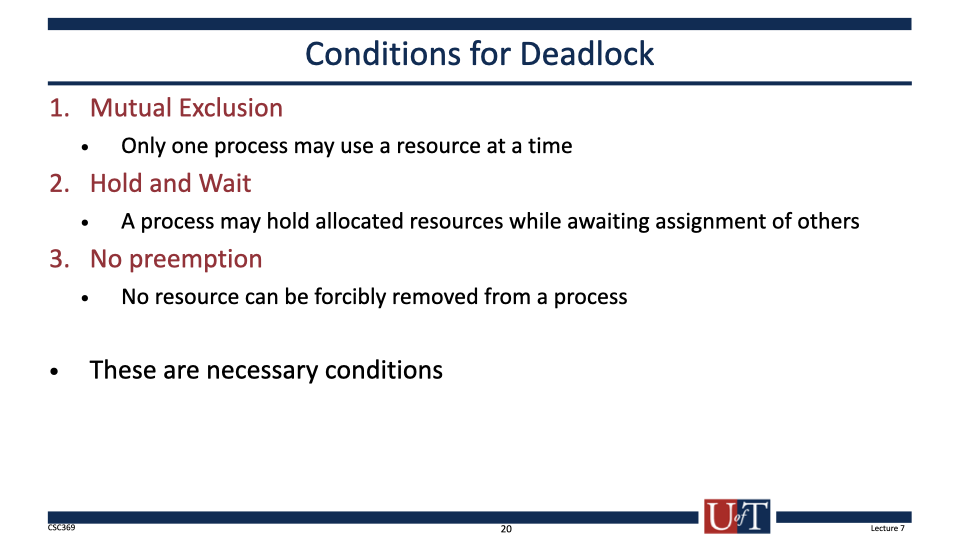 Conditions for Deadlock
1. Mutual Exclusion
• Only one process may use a resource at a time
2. Hold and Wait
• A process may hold allocated resources while awaiting assignment of others
3. No preemption
• No resource can be forcibly removed from a process
• These are necessary conditions
CSC369
20
U of T
Lecture 7